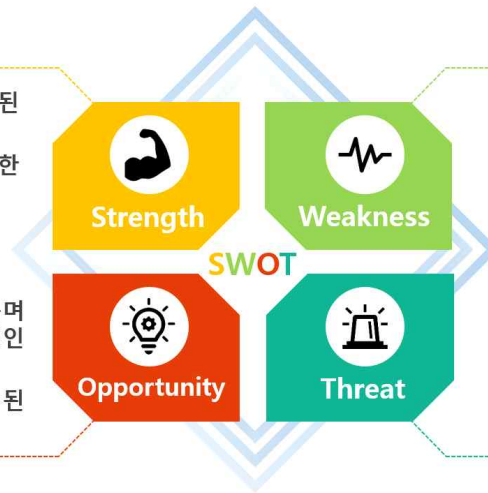 된
한
Strength
Weakness
SWOT
며
인
된
Opportunity
Threat